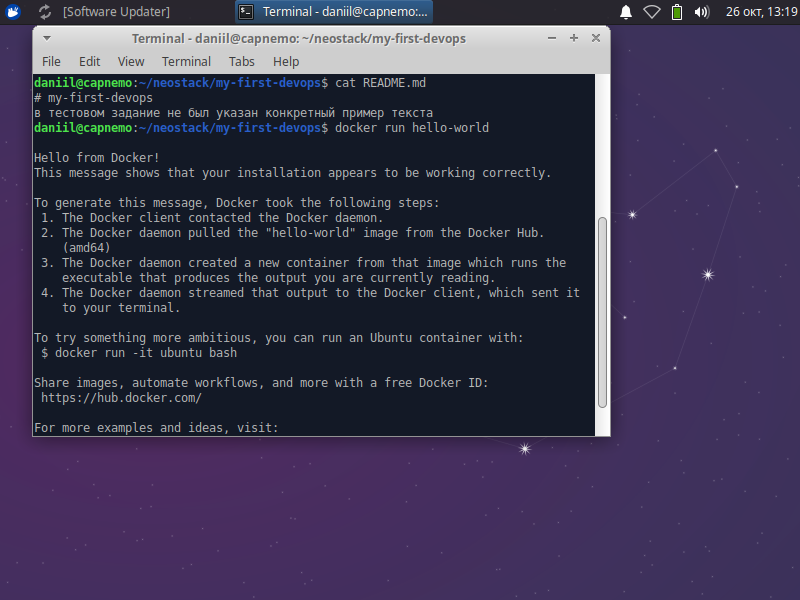 [Software Updater]
Terminal - daniil@capnemo:...
26 окт, 13:19
Terminal - daniil@capnemo: ~/neostack/my-first-devops
File Edit View Terminal Tabs Help
daniil@capnemo:~/neostack/my-first-devops$ cat README.md
# my-first-devops
в тестовом задание не был указан конкретный пример текста
daniil@capnemo:~/neostack/my-first-devops$ docker run hello-world
Hello from Docker!
This message shows that your installation appears to be working correctly.
To generate this message, Docker took the following steps:
1. The Docker client contacted the Docker daemon.
2. The Docker daemon pulled the "hello-world" image from the Docker Hub.
(amd64)
3. The Docker daemon created a new container from that image which runs the
executable that produces the output you are currently reading.
4. The Docker daemon streamed that output to the Docker client, which sent it
to your terminal.
To try something more ambitious, you can run an Ubuntu container with:
$ docker run -it ubuntu bash
Share images, automate workflows, and more with a free Docker ID:
https://hub.docker.com/
For more examples and ideas, visit: